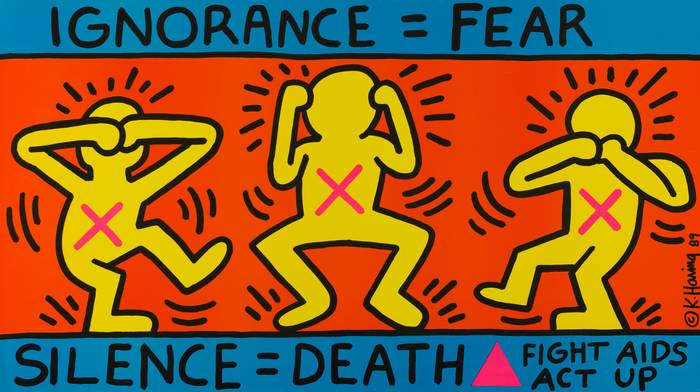 IGNORANCE = FEAR
© K. Haring 89
SILENCE = DEATH
FIGHT AIDS
ACT UP